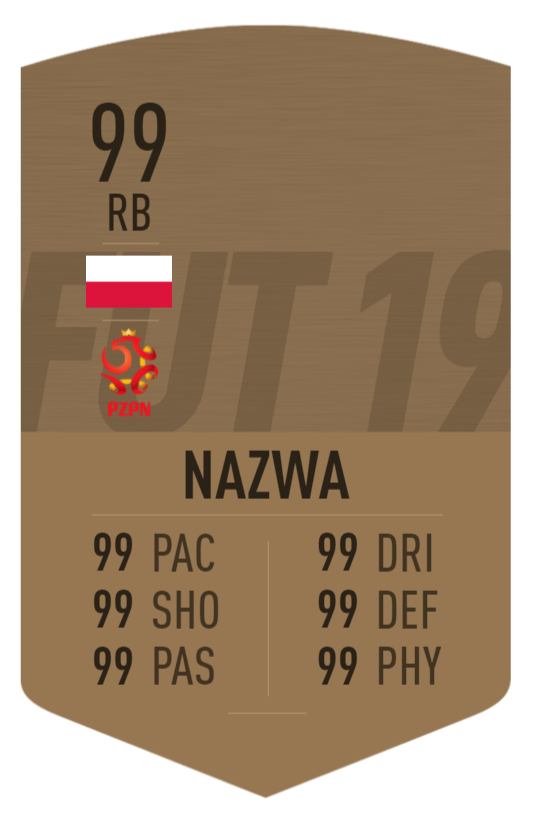 99
RB
FUT 19
PZPN
NAZWA
99 PAC 99 DRI
99 SHO 99 DEF
99 PAS 99 PHY